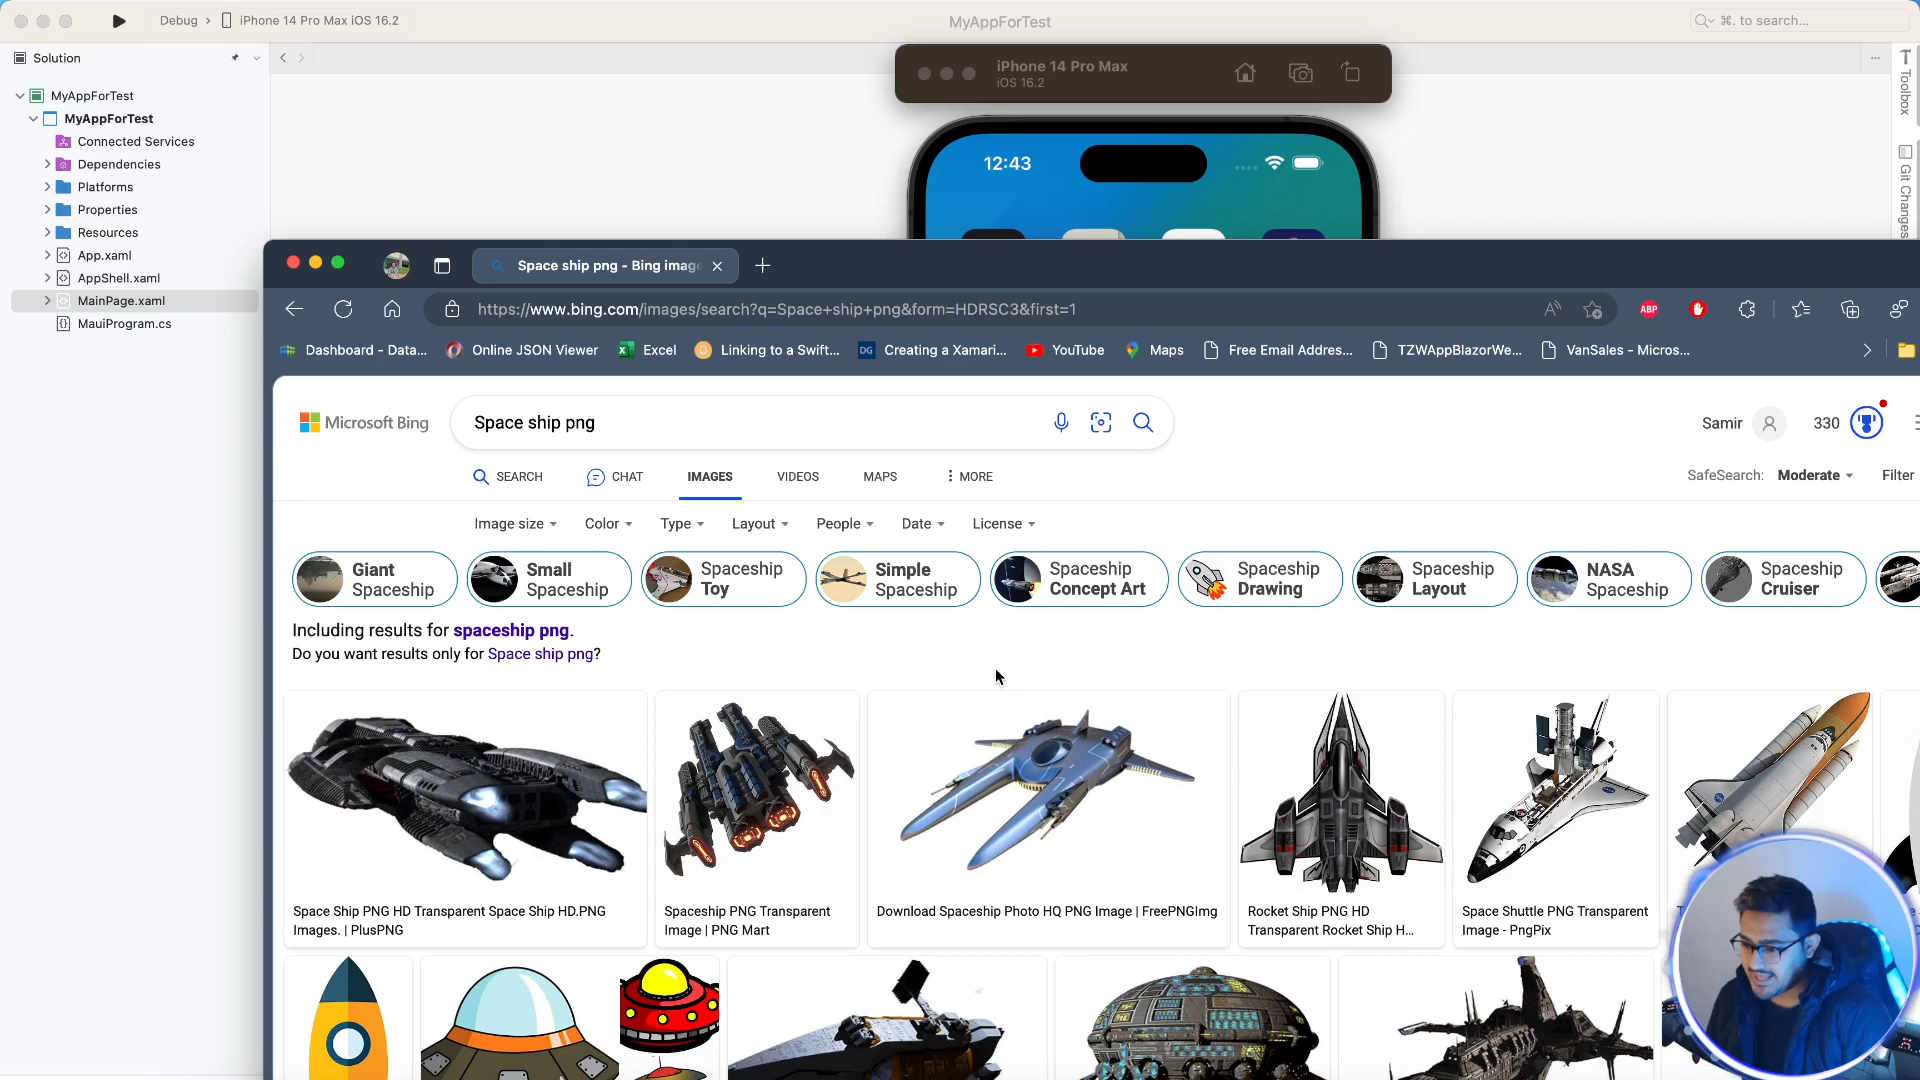 Debug › iPhone 14 Pro Max iOS 16.2
MyAppForTest
⌘. to search...
Solution
MyAppForTest
MyAppForTest
Connected Services
Dependencies
Platforms
Properties
Resources
App.xaml
AppShell.xaml
MainPage.xaml
MauiProgram.cs
Toolbox
Git Changes
iPhone 14 Pro Max
iOS 16.2
12:43
Space ship png - Bing image
https://www.bing.com/images/search?q=Space+ship+png&form=HDRSC3&first=1
ABP
Dashboard - Data...
Online JSON Viewer
Excel
Linking to a Swift...
DG Creating a Xamari...
YouTube
Maps
Free Email Addres...
TZWAppBlazorWe...
VanSales - Micros...
Microsoft Bing
Space ship png
Samir
330
SEARCH
CHAT
IMAGES
VIDEOS
MAPS
MORE
SafeSearch: Moderate
Filter
Image size
Color
Type
Layout
People
Date
License
Giant
Spaceship
Small
Spaceship
Spaceship
Toy
Simple
Spaceship
Spaceship
Concept Art
Spaceship
Drawing
Spaceship
Layout
NASA
Spaceship
Spaceship
Cruiser
Including results for spaceship png.
Do you want results only for Space ship png?
Space Ship PNG HD Transparent Space Ship HD.PNG
Images. | PlusPNG
Spaceship PNG Transparent
Image | PNG Mart
Download Spaceship Photo HQ PNG Image | FreePNGImg
Rocket Ship PNG HD
Transparent Rocket Ship H...
Space Shuttle PNG Transparent
Image - PngPix